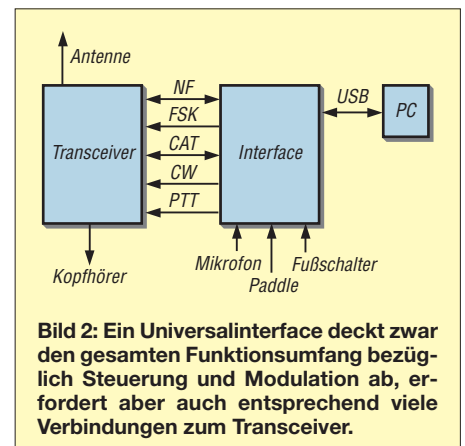 Antenne
NF
FSK
CAT
CW
PTT
Transceiver
Interface
USB
PC
Kopfhörer
Mikrofon
Paddle
Fußschalter
Bild 2: Ein Universalinterface deckt zwar
den gesamten Funktionsumfang bezüg-
lich Steuerung und Modulation ab, er-
fordert aber auch entsprechend viele
Verbindungen zum Transceiver.